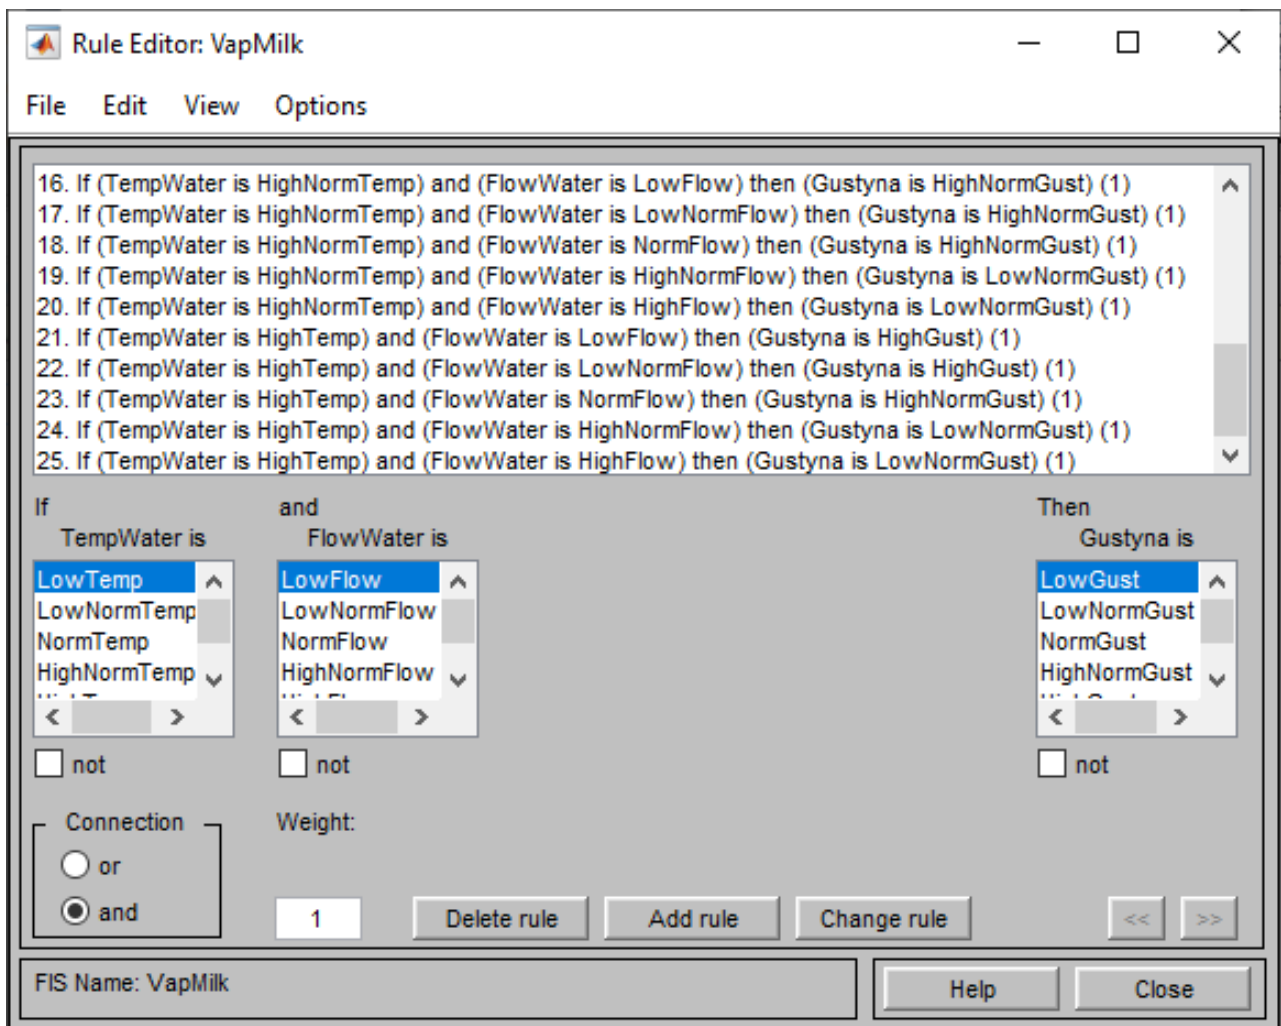 Rule Editor: VapMilk
File Edit View Options
16. If (TempWater is HighNormTemp) and (FlowWater is LowFlow) then (Gustyna is HighNormGust) (1)
17. If (TempWater is HighNormTemp) and (FlowWater is LowNormFlow) then (Gustyna is HighNormGust) (1)
18. If (TempWater is HighNormTemp) and (FlowWater is NormFlow) then (Gustyna is HighNormGust) (1)
19. If (TempWater is HighNormTemp) and (FlowWater is HighNormFlow) then (Gustyna is LowNormGust) (1)
20. If (TempWater is HighNormTemp) and (FlowWater is HighFlow) then (Gustyna is LowNormGust) (1)
21. If (TempWater is HighTemp) and (FlowWater is LowFlow) then (Gustyna is HighGust) (1)
22. If (TempWater is HighTemp) and (FlowWater is LowNormFlow) then (Gustyna is HighGust) (1)
23. If (TempWater is HighTemp) and (FlowWater is NormFlow) then (Gustyna is HighNormGust) (1)
24. If (TempWater is HighTemp) and (FlowWater is HighNormFlow) then (Gustyna is LowNormGust) (1)
25. If (TempWater is HighTemp) and (FlowWater is HighFlow) then (Gustyna is LowNormGust) (1)
If and Then
TempWater is FlowWater is Gustyna is
LowTemp LowFlow LowGust
LowNormTemp LowNormFlow LowNormGust
NormTemp NormFlow NormGust
HighNormTemp HighNormFlow HighNormGust
not not not
Connection Weight:
or
and 1 Delete rule Add rule Change rule << >>
FIS Name: VapMilk Help Close